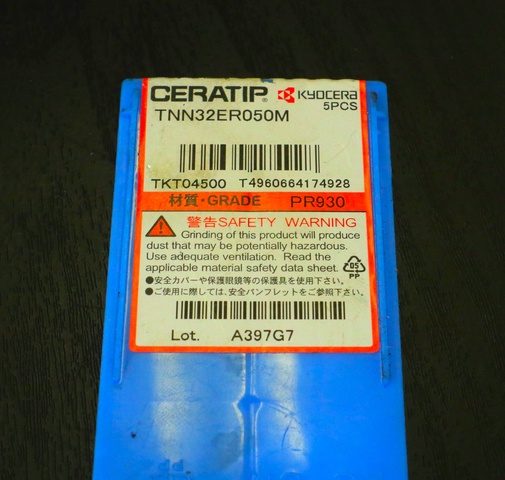 CERATIP® KYOCERA
5PCS
TNN32ER050M
TKT04500 T4960664174928
材質・GRADE PR930
警告SAFETY WARNING
Grinding of this product will produce
dust that may be potentially hazardous.
Use adequate ventilation. Read the
applicable material safety data sheet.
05
PP
●安全カバーや保護眼鏡等の保護具を使用下さい。
●ご使用に際しては、安全パンフレットをご参照下さい。
Lot. A397G7